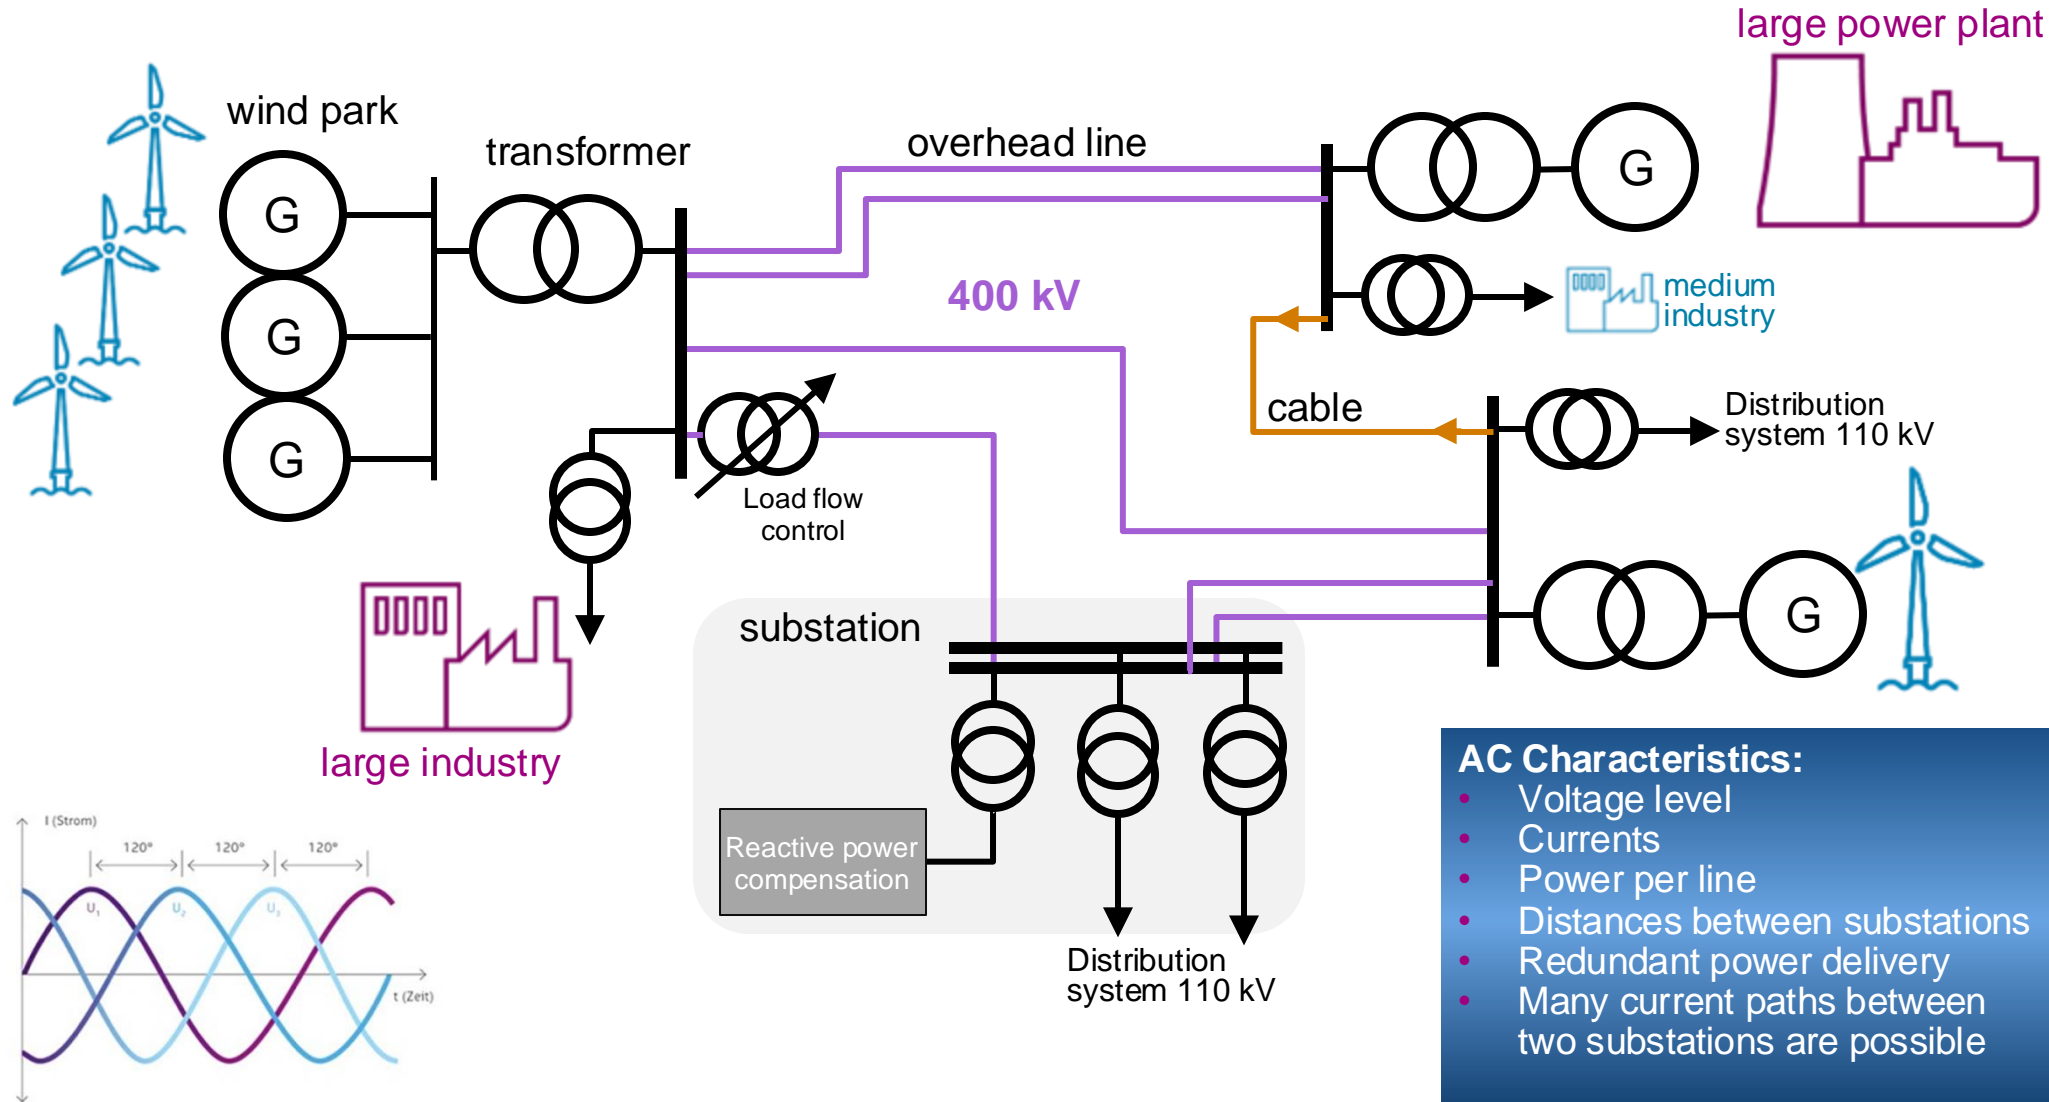 large power plant
wind park
transformer
overhead line
G
G
G
G
400 kV
medium
industry
cable
Distribution
system 110 kV
Load flow
control
G
substation
large industry
Reactive power
compensation
Distribution
system 110 kV
I (Strom)
120°
120°
120°
U1
U2
U3
t (Zeit)
AC Characteristics:
• Voltage level
• Currents
• Power per line
• Distances between substations
• Redundant power delivery
• Many current paths between
two substations are possible